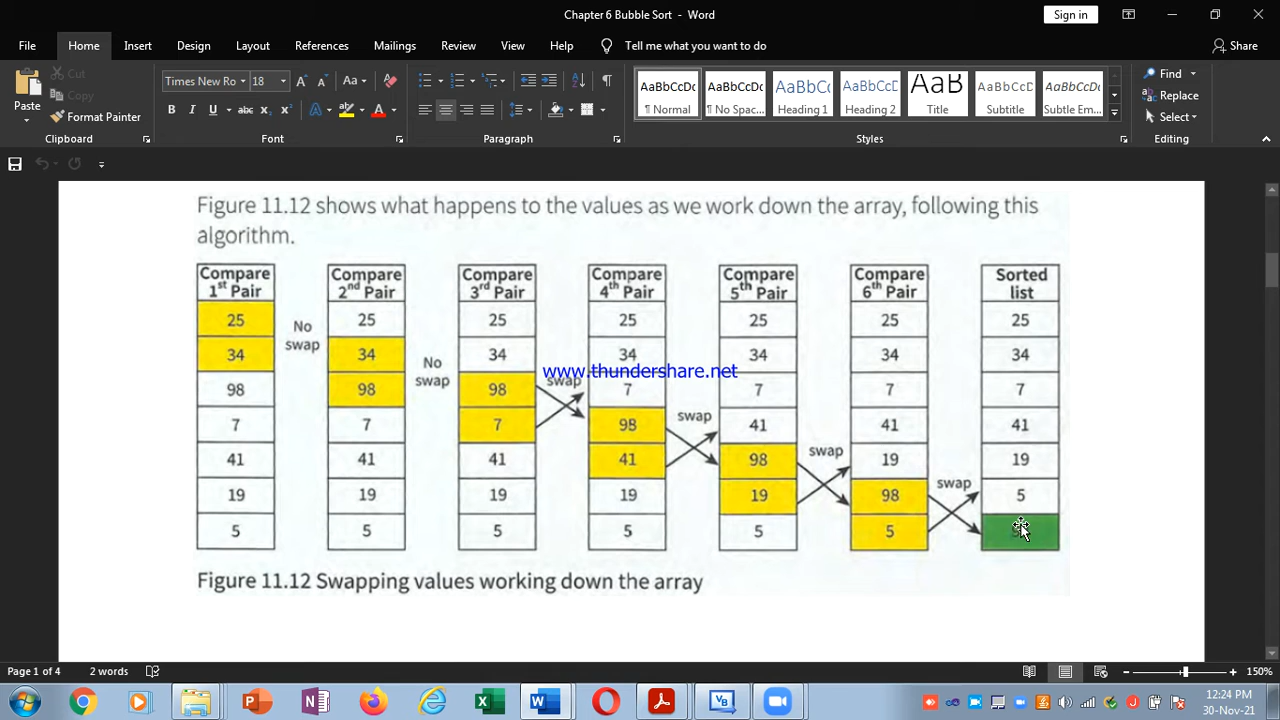 Chapter 6 Bubble Sort - Word
Sign in
File Home Insert Design Layout References Mailings Review View Help Tell me what you want to do Share
Paste
Cut
Copy
Format Painter
Clipboard
Times New Ro 18
Font
Paragraph
AaBbCcDd
¶ Normal
AaBbCcDd
¶ No Spac...
AaBbCc
Heading 1
AaBbCcD
Heading 2
AaB
Title
AaBbCcD
Subtitle
AaBbCcDd
Subtle Em...
Styles
Find
Replace
Select
Editing
Figure 11.12 shows what happens to the values as we work down the array, following this
algorithm.
Compare 1st Pair
25
34
98
7
41
19
5
No swap
Compare 2nd Pair
25
34
98
7
41
19
5
No swap
Compare 3rd Pair
25
34
98
7
41
19
5
swap
Compare 4th Pair
25
34
7
98
41
19
5
swap
Compare 5th Pair
25
34
7
41
98
19
5
swap
Compare 6th Pair
25
34
7
41
19
98
5
swap
Sorted list
25
34
7
41
19
5
www.thundershare.net
Figure 11.12 Swapping values working down the array
Page 1 of 4 2 words 150%
12:24 PM
30-Nov-21